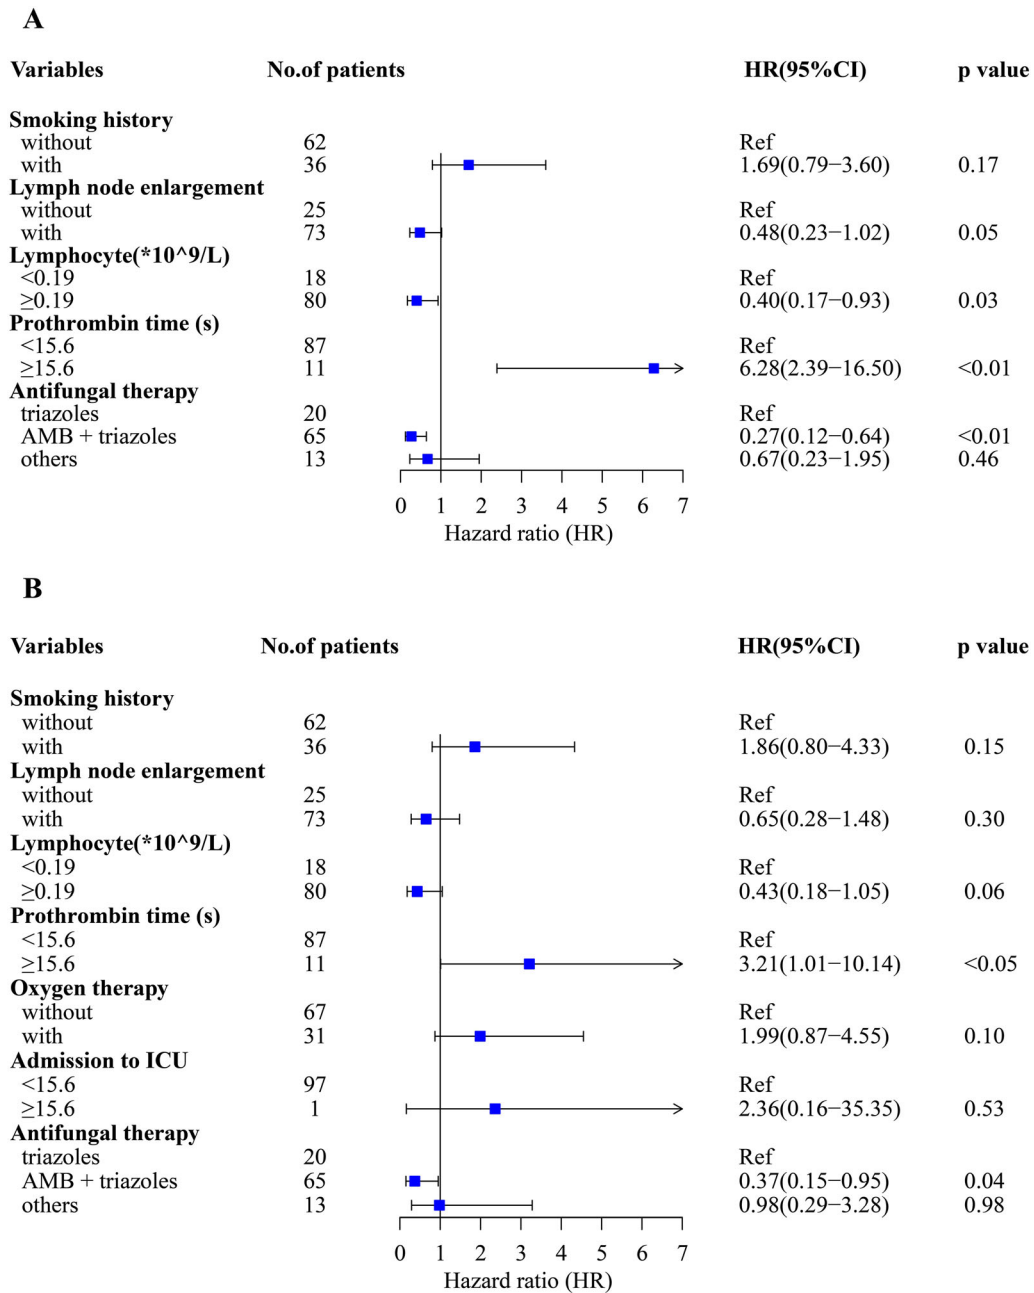 A
Variables No.of patients HR(95%CI) p value
Smoking history
without 62 Ref
with 36 1.69(0.79−3.60) 0.17
Lymph node enlargement
without 25 Ref
with 73 0.48(0.23−1.02) 0.05
Lymphocyte(*10^9/L)
<0.19 18 Ref
≥0.19 80 0.40(0.17−0.93) 0.03
Prothrombin time (s)
<15.6 87 Ref
≥15.6 11 6.28(2.39−16.50) <0.01
Antifungal therapy
triazoles 20 Ref
AMB + triazoles 65 0.27(0.12−0.64) <0.01
others 13 0.67(0.23−1.95) 0.46
0 1 2 3 4 5 6 7
Hazard ratio (HR)
B
Variables No.of patients HR(95%CI) p value
Smoking history
without 62 Ref
with 36 1.86(0.80−4.33) 0.15
Lymph node enlargement
without 25 Ref
with 73 0.65(0.28−1.48) 0.30
Lymphocyte(*10^9/L)
<0.19 18 Ref
≥0.19 80 0.43(0.18−1.05) 0.06
Prothrombin time (s)
<15.6 87 Ref
≥15.6 11 3.21(1.01−10.14) <0.05
Oxygen therapy
without 67 Ref
with 31 1.99(0.87−4.55) 0.10
Admission to ICU
<15.6 97 Ref
≥15.6 1 2.36(0.16−35.35) 0.53
Antifungal therapy
triazoles 20 Ref
AMB + triazoles 65 0.37(0.15−0.95) 0.04
others 13 0.98(0.29−3.28) 0.98
0 1 2 3 4 5 6 7
Hazard ratio (HR)